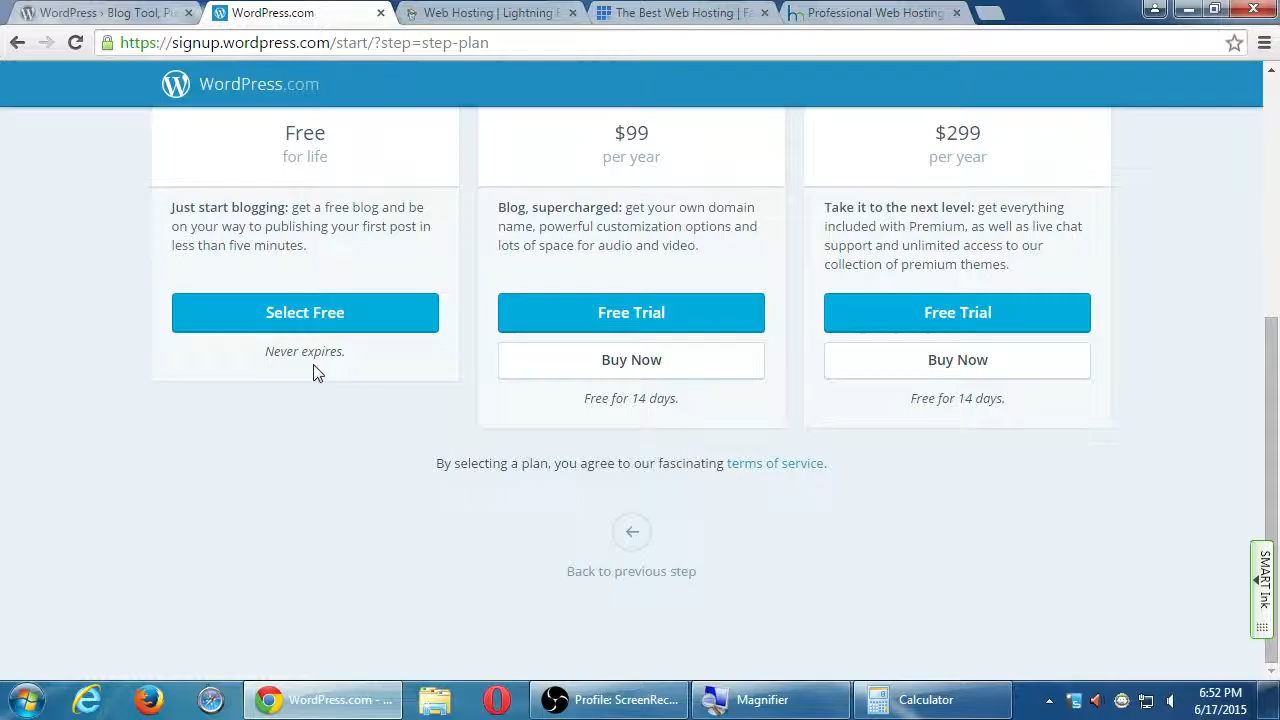 WordPress › Blog Tool, Pu
WordPress.com
Web Hosting | Lightning
The Best Web Hosting | Fa
Professional Web Hosting
https://signup.wordpress.com/start/?step=step-plan
WordPress.com
Free
for life
Just start blogging: get a free blog and be
on your way to publishing your first post in
less than five minutes.
Select Free
Never expires.
$99
per year
Blog, supercharged: get your own domain
name, powerful customization options and
lots of space for audio and video.
Free Trial
Buy Now
Free for 14 days.
$299
per year
Take it to the next level: get everything
included with Premium, as well as live chat
support and unlimited access to our
collection of premium themes.
Free Trial
Buy Now
Free for 14 days.
By selecting a plan, you agree to our fascinating terms of service.
Back to previous step
SMART Ink
WordPress.com - ...
Profile: ScreenRec...
Magnifier
Calculator
6:52 PM
6/17/2015